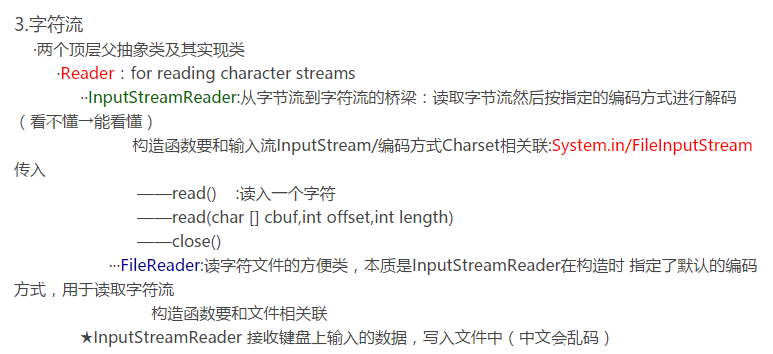 3.字符流
·两个顶层父抽象类及其实现类
·Reader：for reading character streams
··InputStreamReader:从字节流到字符流的桥梁：读取字节流然后按指定的编码方式进行解码
（看不懂→能看懂）
构造函数要和输入流InputStream/编码方式Charset相关联:System.in/FileInputStream
传入
——read() :读入一个字符
——read(char [] cbuf,int offset,int length)
——close()
···FileReader:读字符文件的方便类，本质是InputStreamReader在构造时 指定了默认的编码
方式，用于读取字符流
构造函数要和文件相关联
★InputStreamReader 接收键盘上输入的数据，写入文件中（中文会乱码）